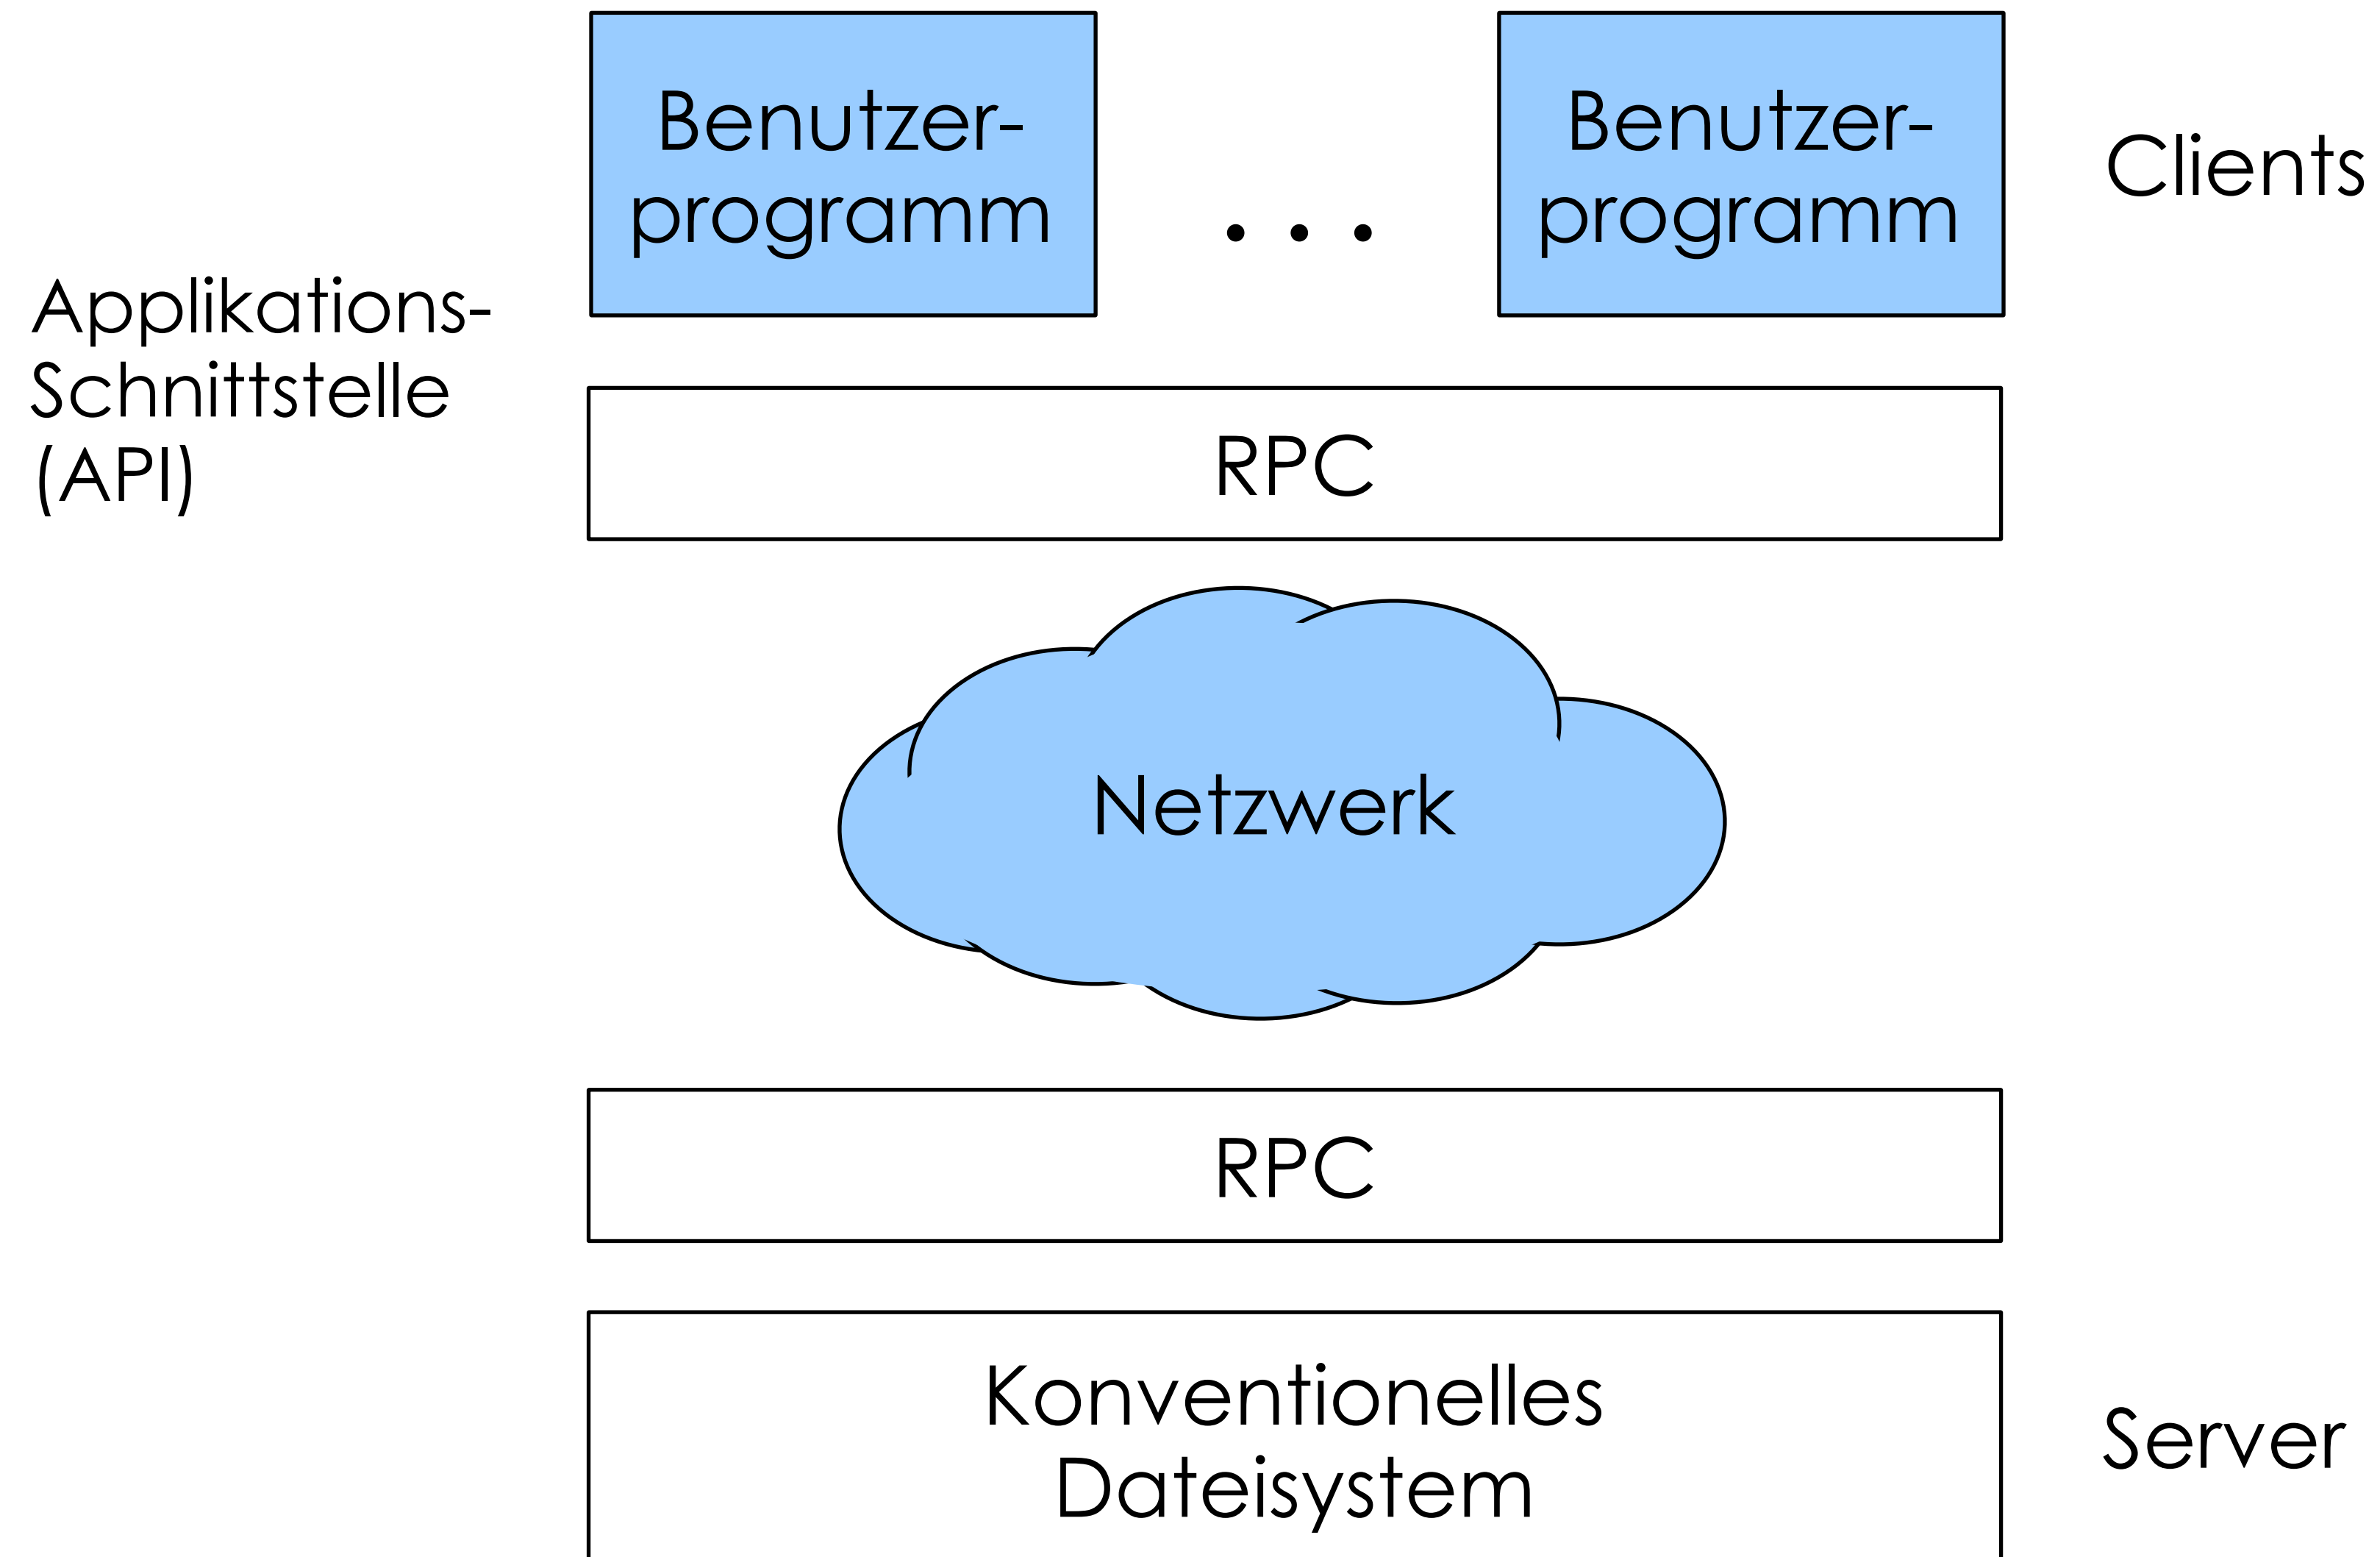 Benutzer-
programm
. . .
Benutzer-
programm
Clients
Applikations-
Schnittstelle
(API)
RPC
Netzwerk
RPC
Konventionelles
Dateisystem
Server